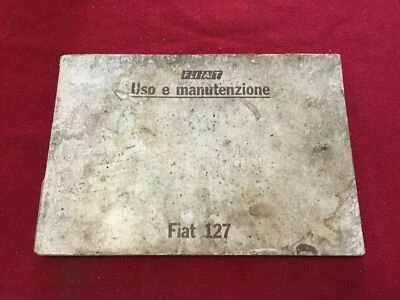 FIAT
Uso e manutenzione
Fiat 127